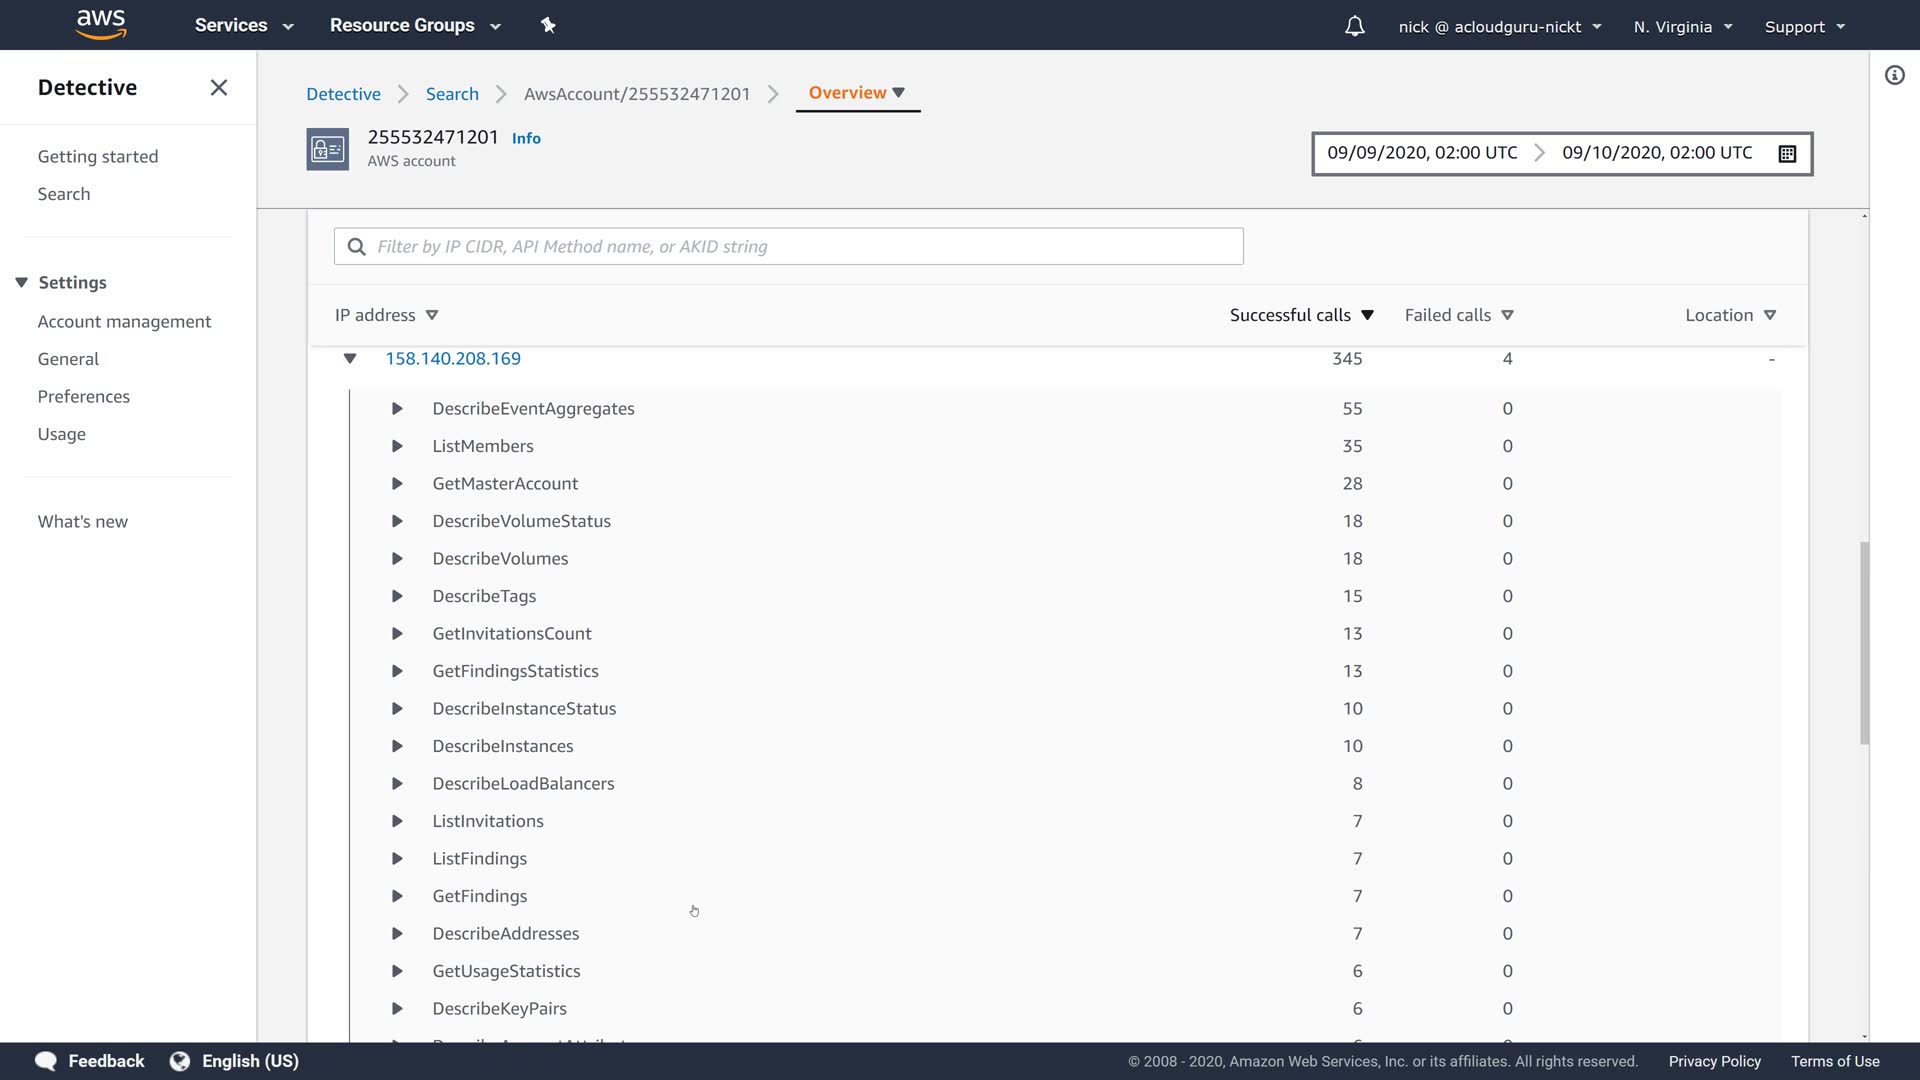 aws
Services
Resource Groups
nick @ acloudguru-nickt
N. Virginia
Support
Detective
Getting started
Search
Settings
Account management
General
Preferences
Usage
What's new
Detective
Search
AwsAccount/255532471201
Overview
255532471201 Info
AWS account
09/09/2020, 02:00 UTC
09/10/2020, 02:00 UTC
Filter by IP CIDR, API Method name, or AKID string
IP address Successful calls Failed calls Location
158.140.208.169 345 4 -
DescribeEventAggregates 55 0
ListMembers 35 0
GetMasterAccount 28 0
DescribeVolumeStatus 18 0
DescribeVolumes 18 0
DescribeTags 15 0
GetInvitationsCount 13 0
GetFindingsStatistics 13 0
DescribeInstanceStatus 10 0
DescribeInstances 10 0
DescribeLoadBalancers 8 0
ListInvitations 7 0
ListFindings 7 0
GetFindings 7 0
DescribeAddresses 7 0
GetUsageStatistics 6 0
DescribeKeyPairs 6 0
Feedback
English (US)
© 2008 - 2020, Amazon Web Services, Inc. or its affiliates. All rights reserved.
Privacy Policy
Terms of Use